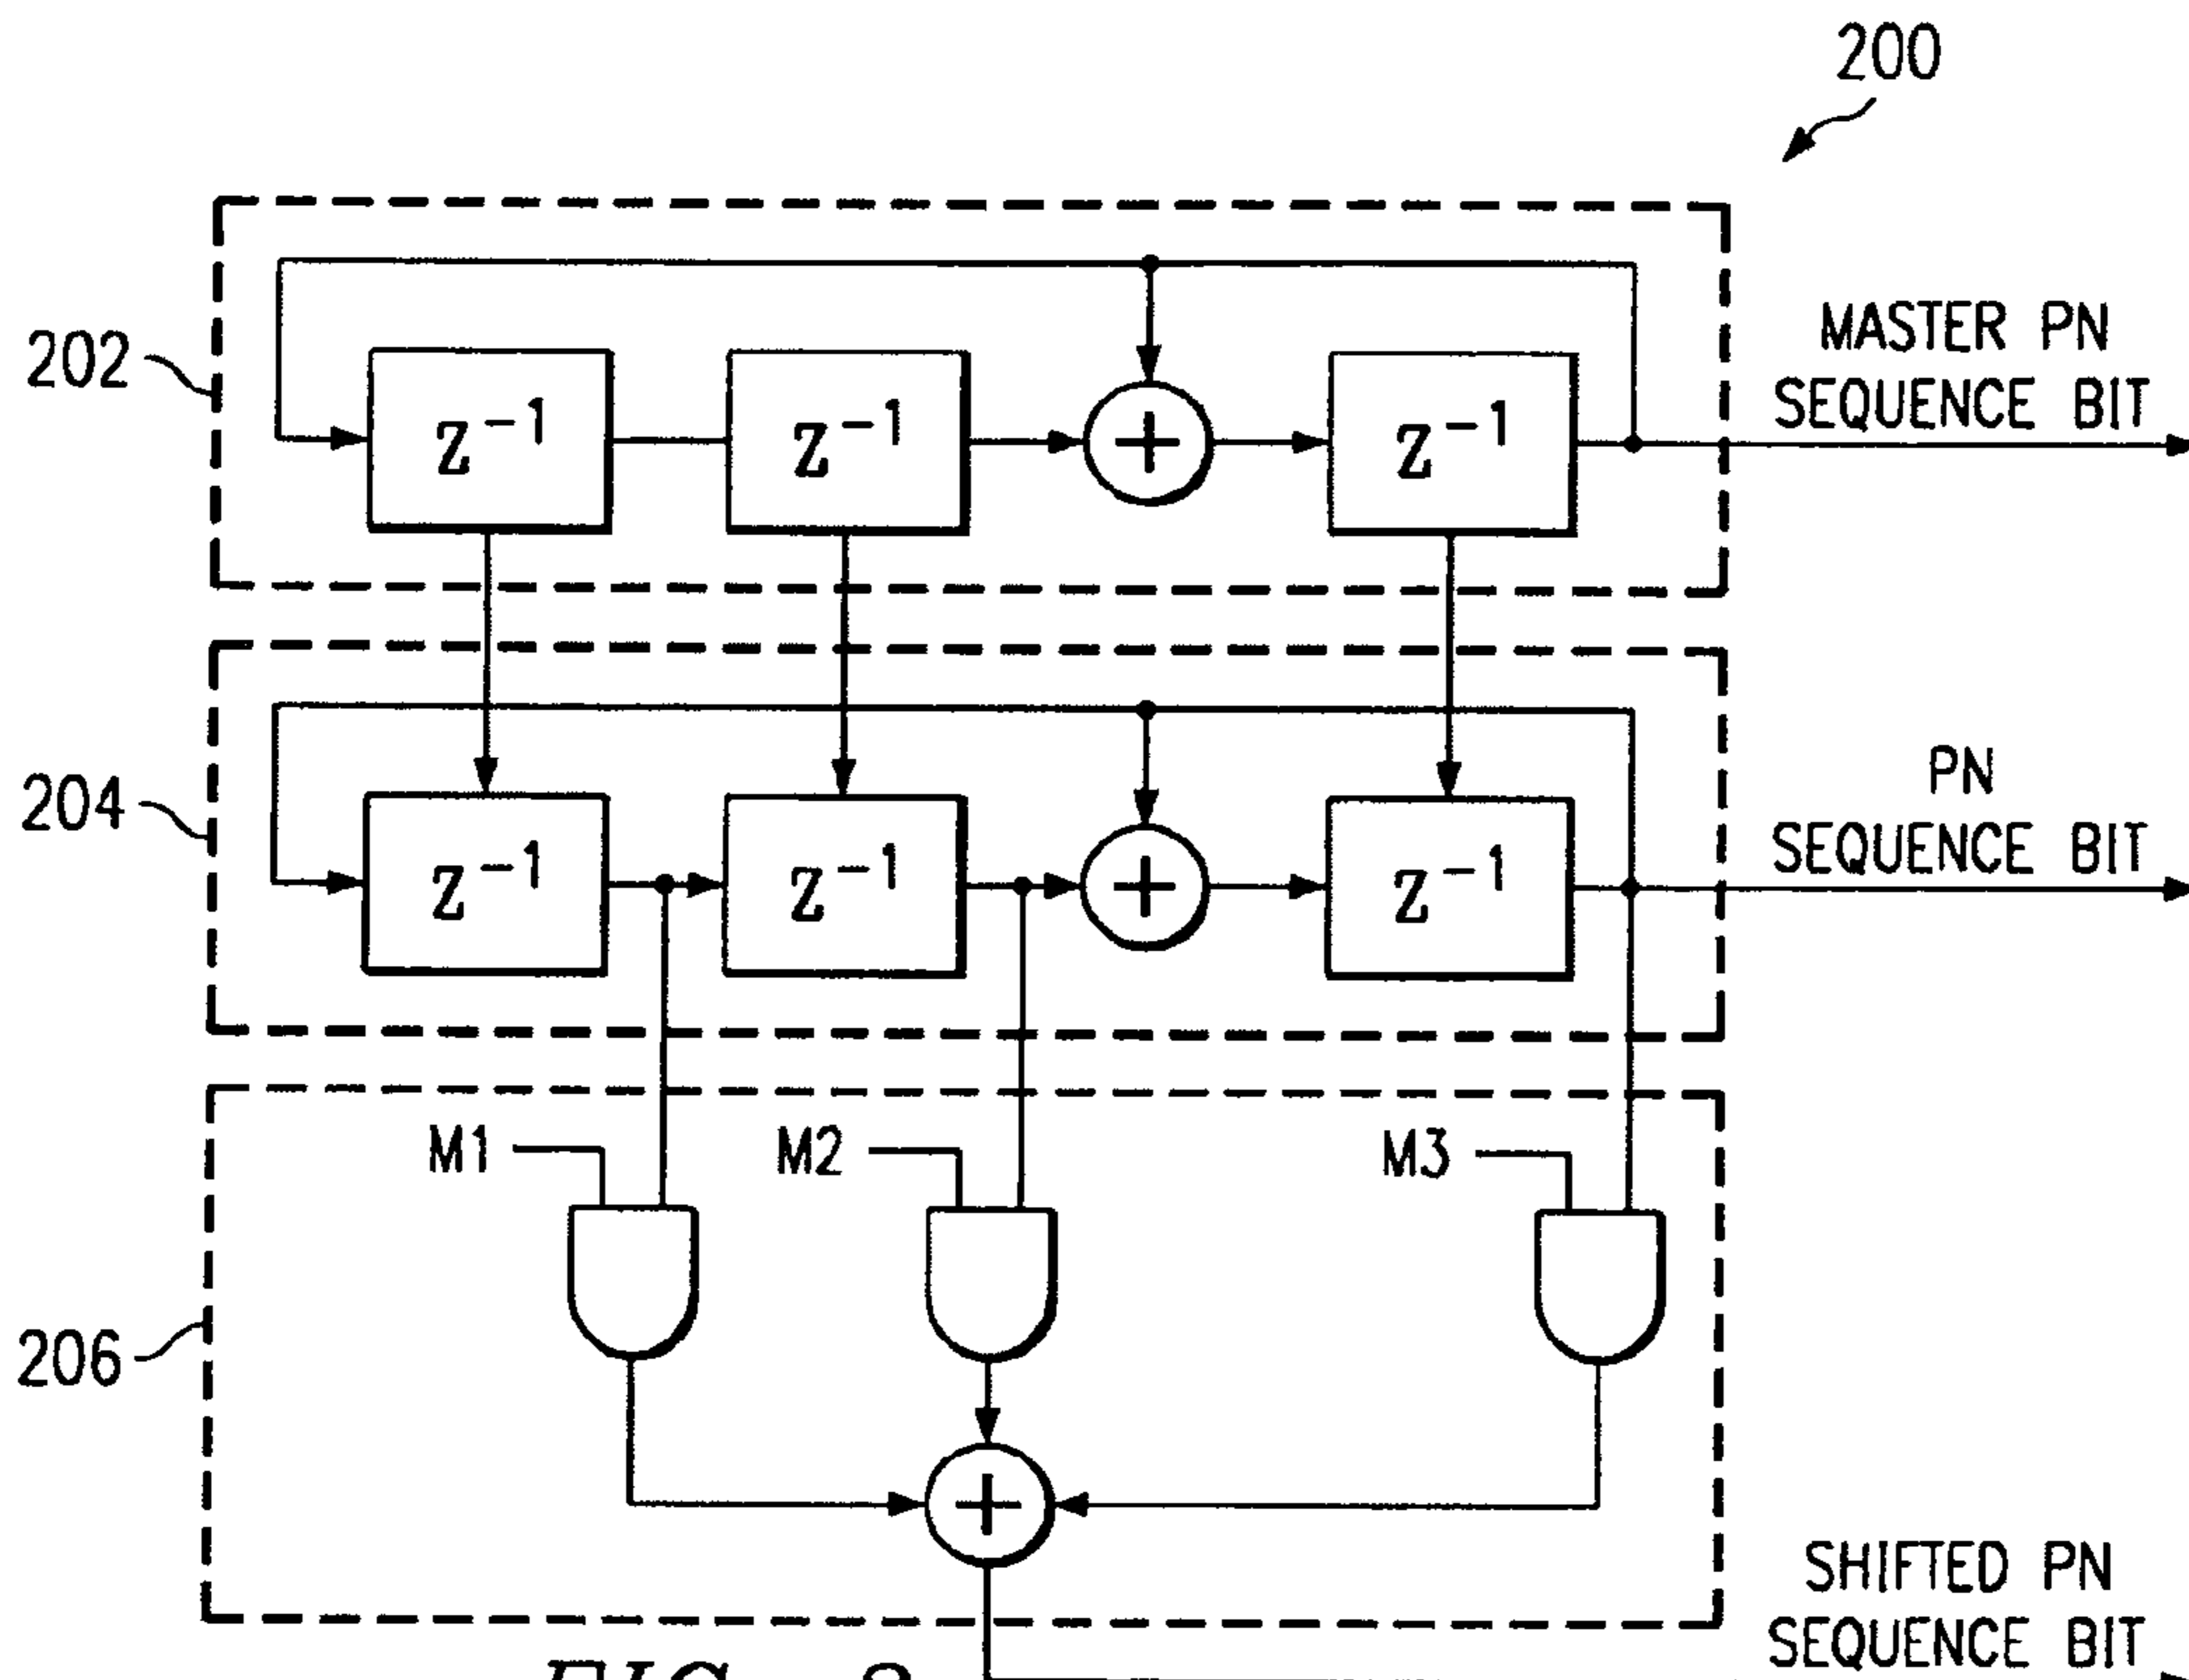 200
202
MASTER PN
SEQUENCE BIT
Z⁻¹
Z⁻¹
+
Z⁻¹
204
PN
SEQUENCE BIT
Z⁻¹
Z⁻¹
+
Z⁻¹
206
M1
M2
M3
+
SHIFTED PN
SEQUENCE BIT